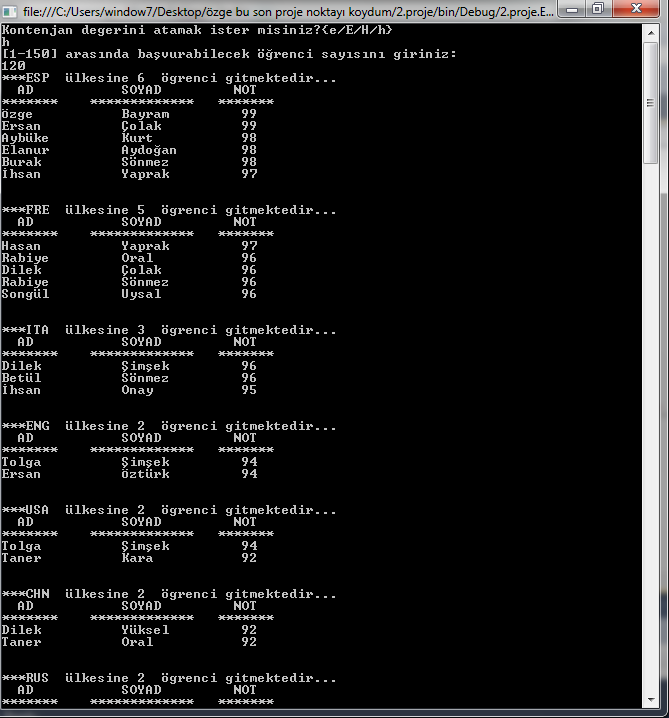 file:///C:/Users/window7/Desktop/özge bu son proje noktayı koydum/2.proje/bin/Debug/2.proje.E...
Kontenjan degerini atamak ister misiniz?{e/E/H/h}
h
[1-150] arasında başvurabilecek öğrenci sayısını giriniz:
120
***ESP ülkesine 6 ögrenci gitmektedir...
AD SOYAD NOT
******* ************* *******
özge Bayram 99
Ersan Çolak 99
Aybüke Kurt 98
Elanur Aydoğan 98
Burak Sönmez 98
İhsan Yaprak 97
***FRE ülkesine 5 ögrenci gitmektedir...
AD SOYAD NOT
******* ************* *******
Hasan Yaprak 97
Rabiye Oral 96
Dilek Çolak 96
Rabiye Sönmez 96
Songül Uysal 96
***ITA ülkesine 3 ögrenci gitmektedir...
AD SOYAD NOT
******* ************* *******
Dilek Şimşek 96
Betül Sönmez 96
İhsan Onay 95
***ENG ülkesine 2 ögrenci gitmektedir...
AD SOYAD NOT
******* ************* *******
Tolga Şimşek 94
Ersan öztürk 94
***USA ülkesine 2 ögrenci gitmektedir...
AD SOYAD NOT
******* ************* *******
Tolga Şimşek 94
Taner Kara 92
***CHN ülkesine 2 ögrenci gitmektedir...
AD SOYAD NOT
******* ************* *******
Dilek Yüksel 92
Taner Oral 92
***RUS ülkesine 2 ögrenci gitmektedir...
AD SOYAD NOT
******* ************* *******